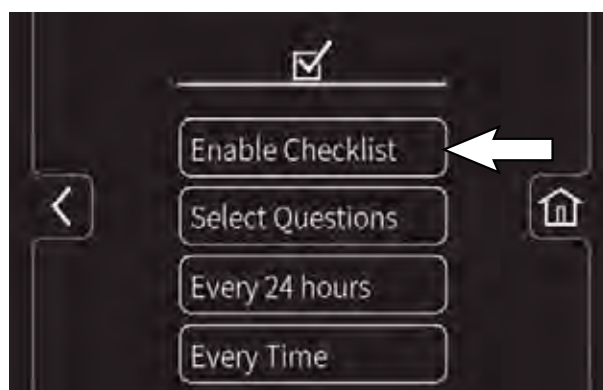 Enable Checklist
Select Questions
Every 24 hours
Every Time